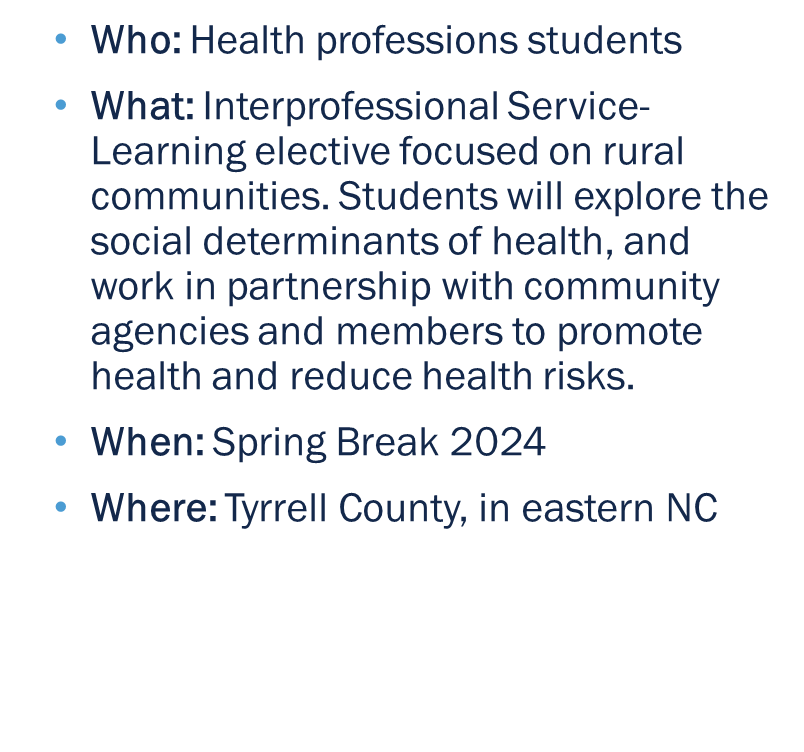 • Who: Health professions students
• What: Interprofessional Service-
Learning elective focused on rural
communities. Students will explore the
social determinants of health, and
work in partnership with community
agencies and members to promote
health and reduce health risks.
• When: Spring Break 2024
• Where: Tyrrell County, in eastern NC